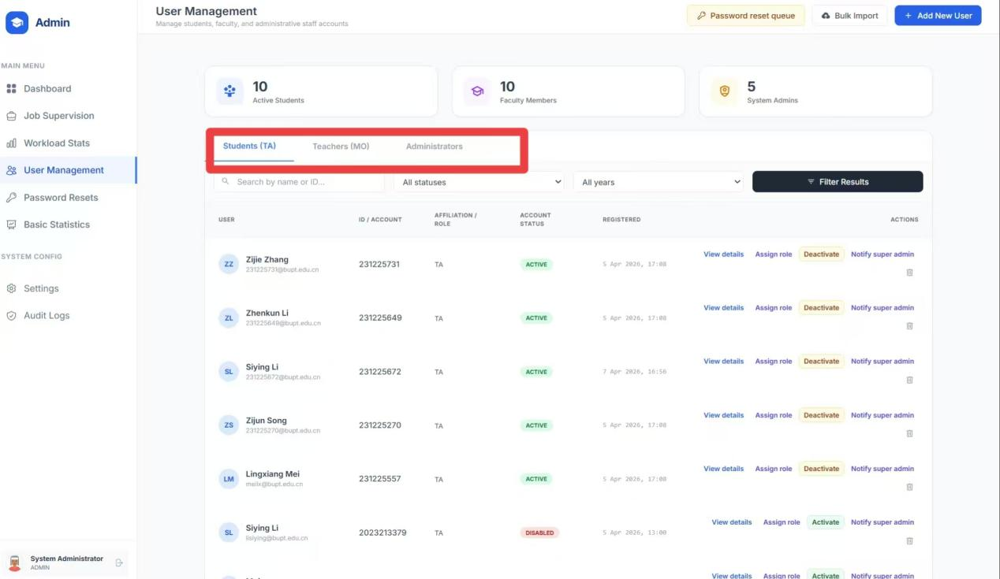 Admin
MAIN MENU
Dashboard
Job Supervision
Workload Stats
User Management
Password Resets
Basic Statistics
SYSTEM CONFIG
Settings
Audit Logs
System Administrator
ADMIN
User Management
Manage students, faculty, and administrative staff accounts
Password reset queue
Bulk Import
+ Add New User
10
Active Students
10
Faculty Members
5
System Admins
Students (TA) Teachers (MO) Administrators
Search by name or ID... All statuses All years Filter Results
USER ID / ACCOUNT AFFILIATION / ROLE ACCOUNT STATUS REGISTERED ACTIONS
ZZ Zijie Zhang 231225731 TA ACTIVE 5 Apr 2026, 17:08 View details Assign role Deactivate Notify super admin
231225731@bupt.edu.cn
ZL Zhenkun Li 231225649 TA ACTIVE 5 Apr 2026, 17:08 View details Assign role Deactivate Notify super admin
231225649@bupt.edu.cn
SL Siying Li 231225672 TA ACTIVE 7 Apr 2026, 16:56 View details Assign role Deactivate Notify super admin
231225672@bupt.edu.cn
ZS Zijun Song 231225270 TA ACTIVE 5 Apr 2026, 17:08 View details Assign role Deactivate Notify super admin
231225270@bupt.edu.cn
LM Lingxiang Mei 231225557 TA ACTIVE 5 Apr 2026, 17:08 View details Assign role Deactivate Notify super admin
meilx@bupt.edu.cn
SL Siying Li 2023213379 TA DISABLED 5 Apr 2026, 13:00 View details Assign role Activate Notify super admin
lisiying@bupt.edu.cn
View details Assign role Activate Notify super admin